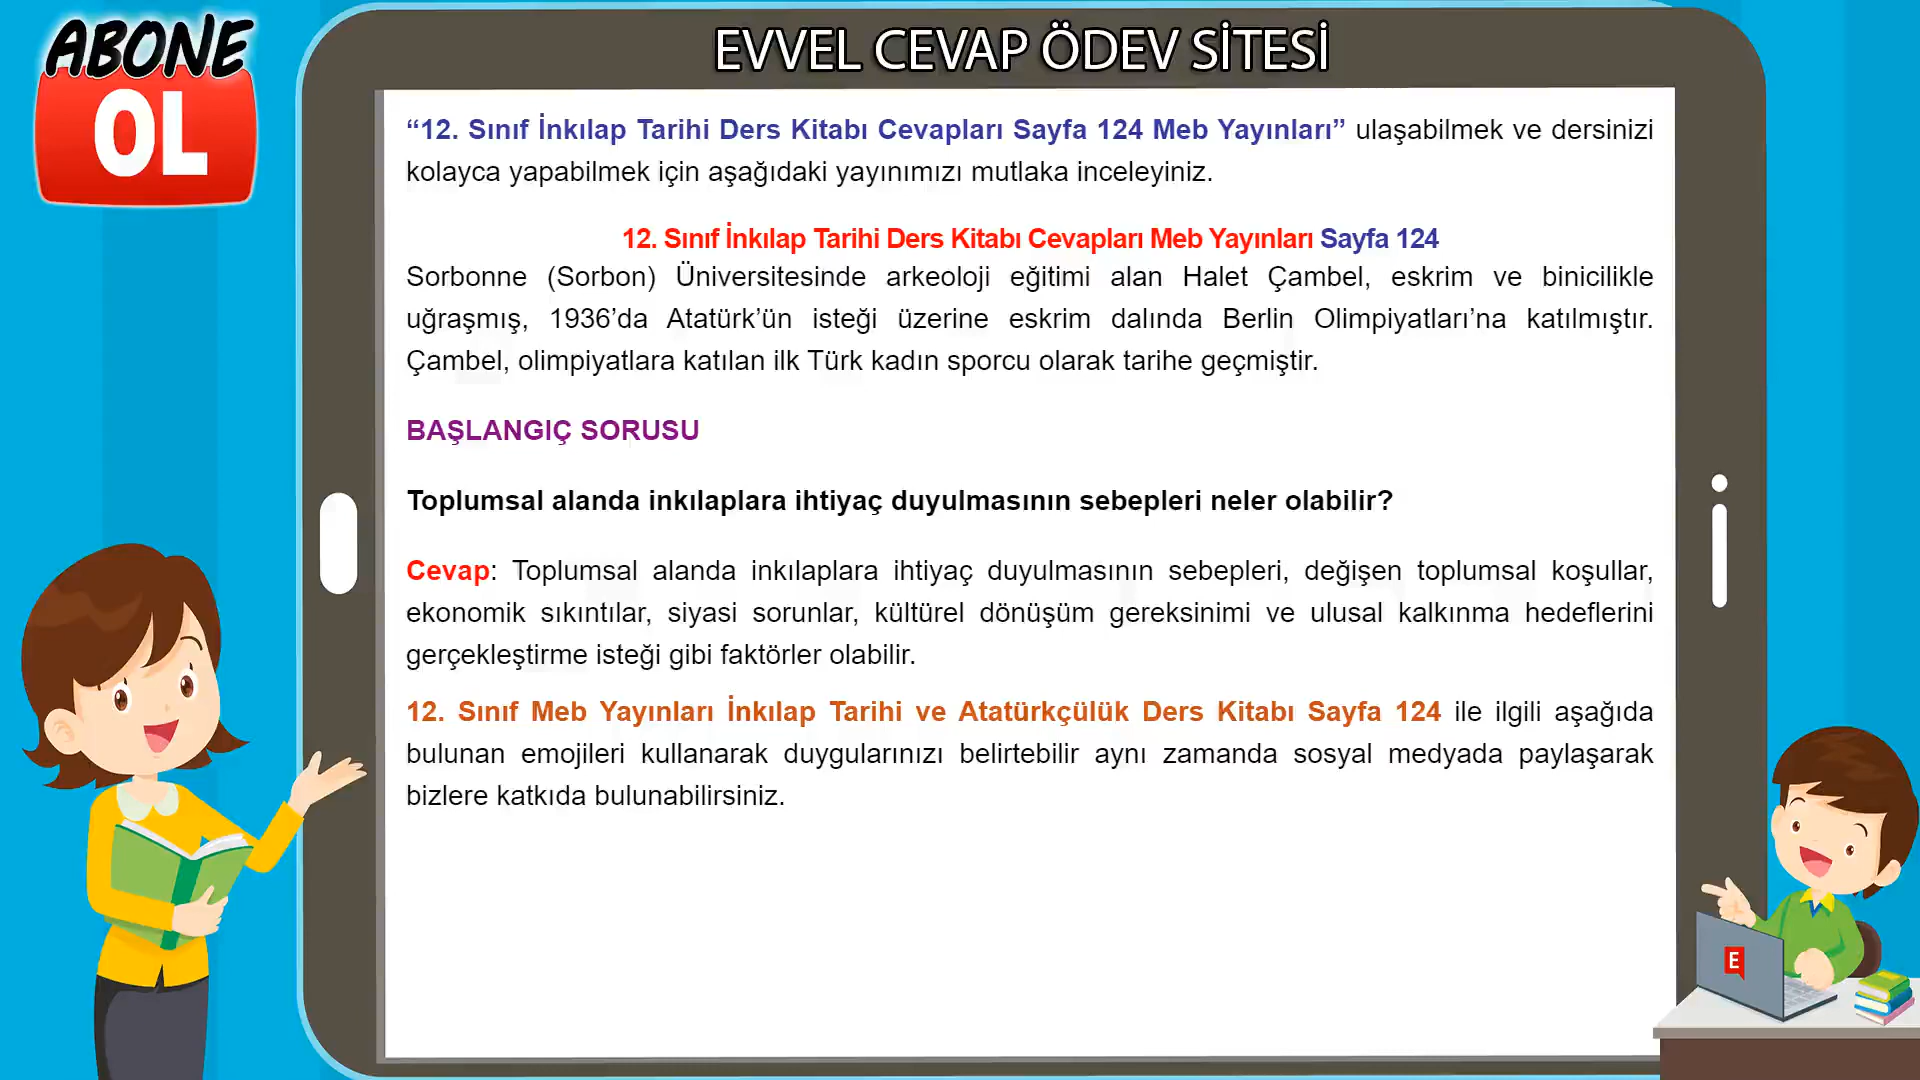 ABONE
OL
EVVEL CEVAP ÖDEV SİTESİ
“12. Sınıf İnkılap Tarihi Ders Kitabı Cevapları Sayfa 124 Meb Yayınları” ulaşabilmek ve dersinizi
kolayca yapabilmek için aşağıdaki yayınımızı mutlaka inceleyiniz.
12. Sınıf İnkılap Tarihi Ders Kitabı Cevapları Meb Yayınları Sayfa 124
Sorbonne (Sorbon) Üniversitesinde arkeoloji eğitimi alan Halet Çambel, eskrim ve binicilikle
uğraşmış, 1936’da Atatürk’ün isteği üzerine eskrim dalında Berlin Olimpiyatları’na katılmıştır.
Çambel, olimpiyatlara katılan ilk Türk kadın sporcu olarak tarihe geçmiştir.
BAŞLANGIÇ SORUSU
Toplumsal alanda inkılaplara ihtiyaç duyulmasının sebepleri neler olabilir?
Cevap: Toplumsal alanda inkılaplara ihtiyaç duyulmasının sebepleri, değişen toplumsal koşullar,
ekonomik sıkıntılar, siyasi sorunlar, kültürel dönüşüm gereksinimi ve ulusal kalkınma hedeflerini
gerçekleştirme isteği gibi faktörler olabilir.
12. Sınıf Meb Yayınları İnkılap Tarihi ve Atatürkçülük Ders Kitabı Sayfa 124 ile ilgili aşağıda
bulunan emojileri kullanarak duygularınızı belirtebilir aynı zamanda sosyal medyada paylaşarak
bizlere katkıda bulunabilirsiniz.
E